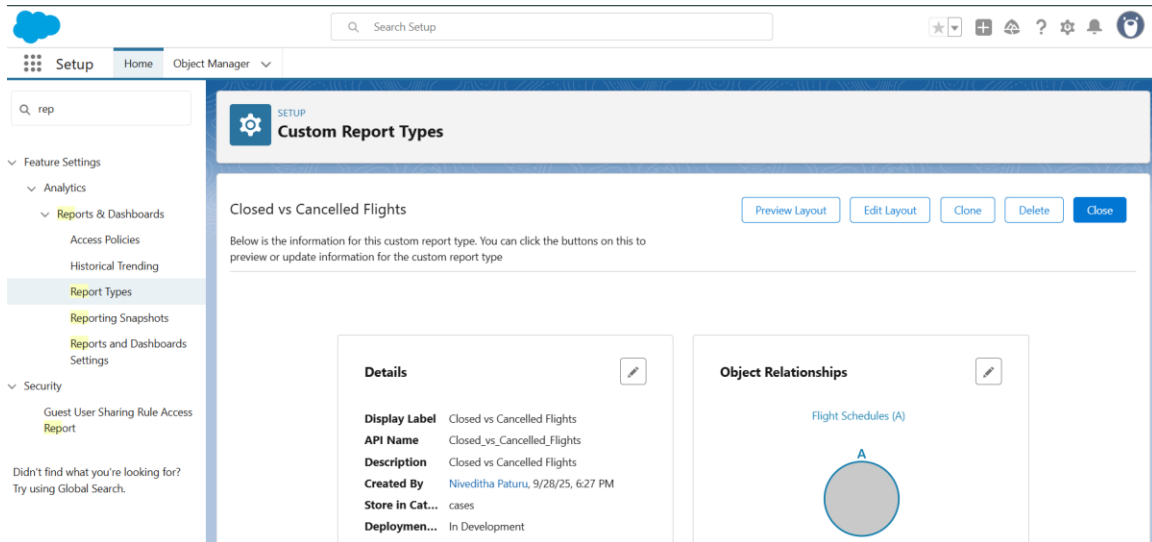 Search Setup
Setup
Home
Object Manager
rep
Feature Settings
Analytics
Reports & Dashboards
Access Policies
Historical Trending
Report Types
Reporting Snapshots
Reports and Dashboards
Settings
Security
Guest User Sharing Rule Access
Report
Didn't find what you're looking for?
Try using Global Search.
SETUP
Custom Report Types
Closed vs Cancelled Flights
Preview Layout
Edit Layout
Clone
Delete
Close
Below is the information for this custom report type. You can click the buttons on this to
preview or update information for the custom report type
Details
Display Label Closed vs Cancelled Flights
API Name Closed_vs_Cancelled_Flights
Description Closed vs Cancelled Flights
Created By Niveditha Paturu, 9/28/25, 6:27 PM
Store in Cat... cases
Deploymen... In Development
Object Relationships
Flight Schedules (A)
A